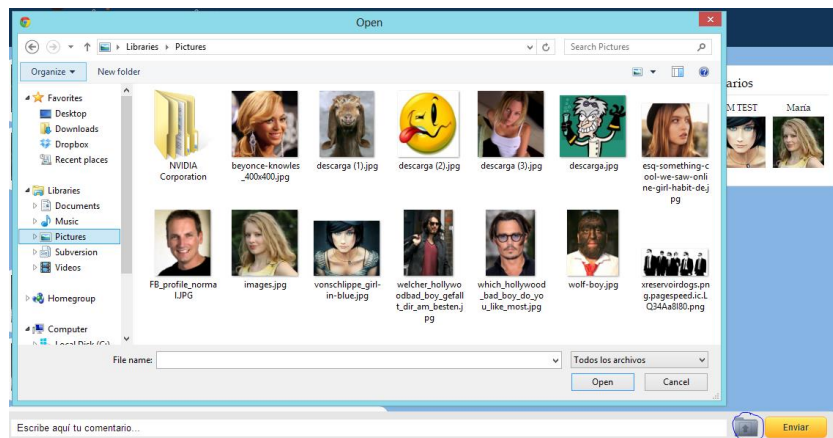 Open
Libraries
Pictures
Search Pictures
Organize
New folder
Favorites
Desktop
Downloads
Dropbox
Recent places
Libraries
Documents
Music
Pictures
Subversion
Videos
Homegroup
Computer
NVIDIA
Corporation
beyonce-knowles
_400x400.jpg
descarga (1).jpg
descarga (2).jpg
descarga (3).jpg
descarga.jpg
esq-something-c
ool-we-saw-onli
ne-girl-habit-de.j
pg
FB_profile_norma
l.JPG
images.jpg
vonschlippe_girl-
in-blue.jpg
welcher_hollywo
odbad_boy_gefall
t_dir_am_besten.j
pg
which_hollywood
_bad_boy_do_yo
u_like_most.jpg
wolf-boy.jpg
xreservoirdogs.pn
g.pagespeed.ic.L
Q34Aa8I80.png
File name:
Todos los archivos
Open
Cancel
arios
M TEST
María
Escribe aquí tu comentario...
Enviar